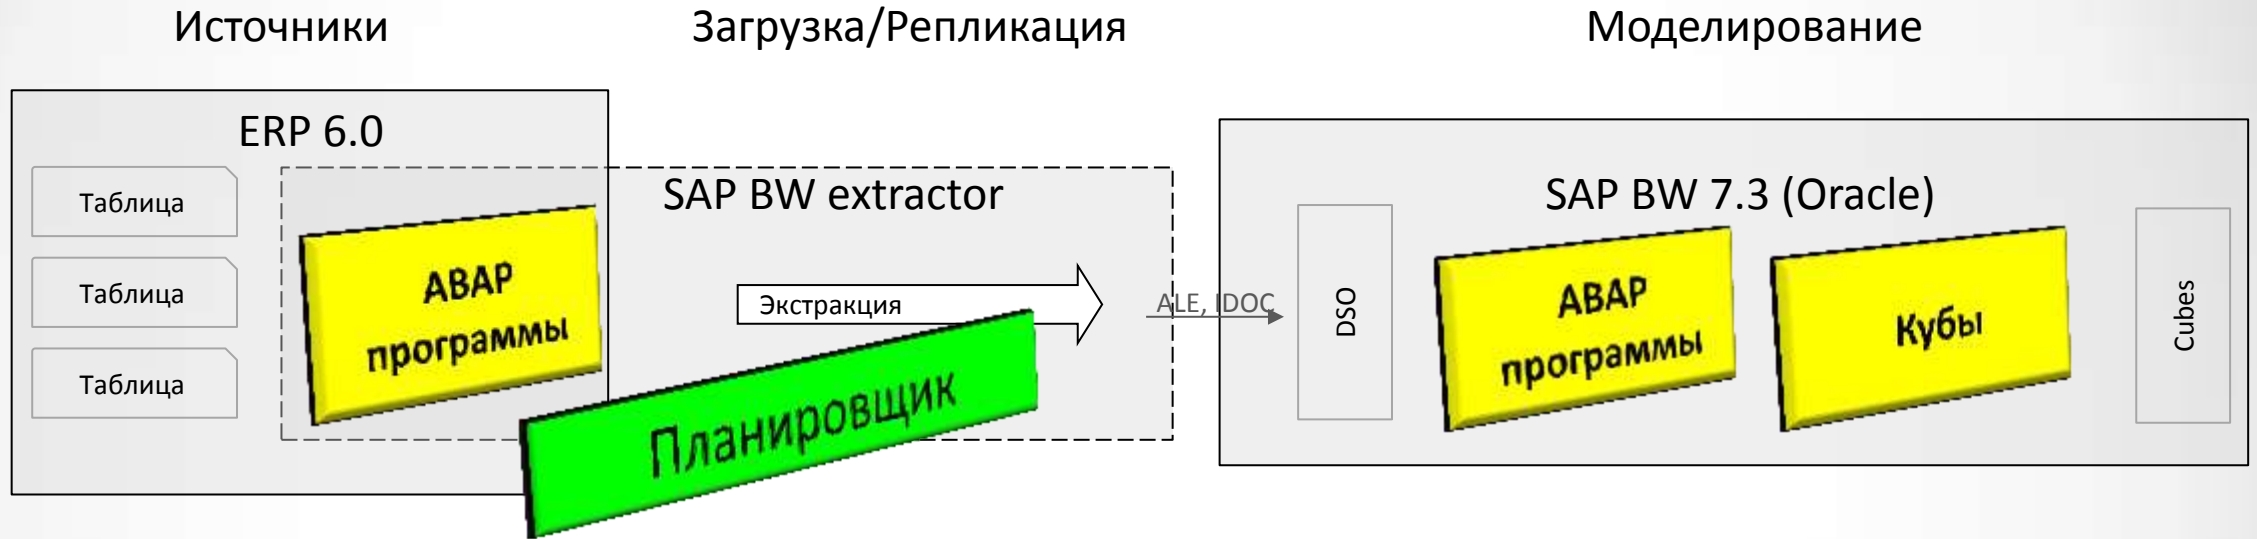 Источники
Загрузка/Репликация
Моделирование
ERP 6.0
Таблица
Таблица
Таблица
ABAP
программы
SAP BW extractor
Экстракция
Планировщик
ALE, IDOC
SAP BW 7.3 (Oracle)
DSO
ABAP
программы
Кубы
Cubes